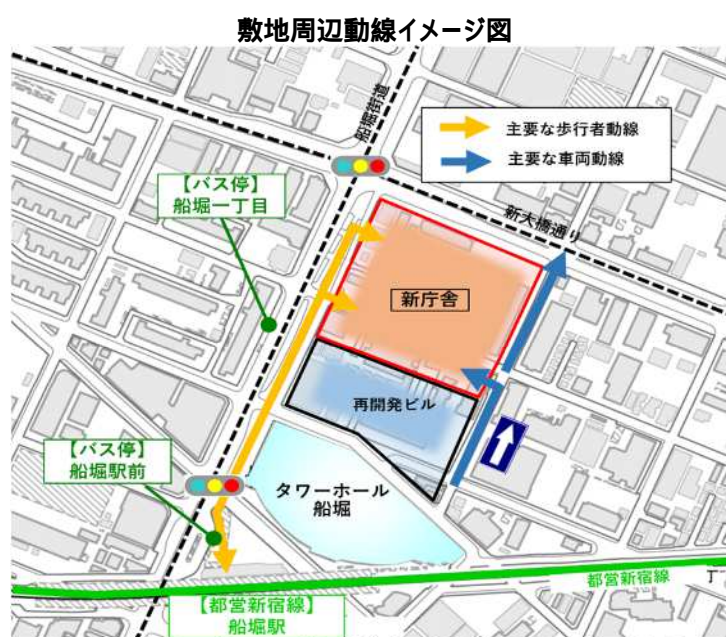 敷地周辺動線イメージ図
船堀街道
主要な歩行者動線
主要な車両動線
【バス停】
船堀一丁目
新大橋通り
新庁舎
再開発ビル
【バス停】
船堀駅前
タワーホール
船堀
都営新宿線
【都営新宿線】
船堀駅